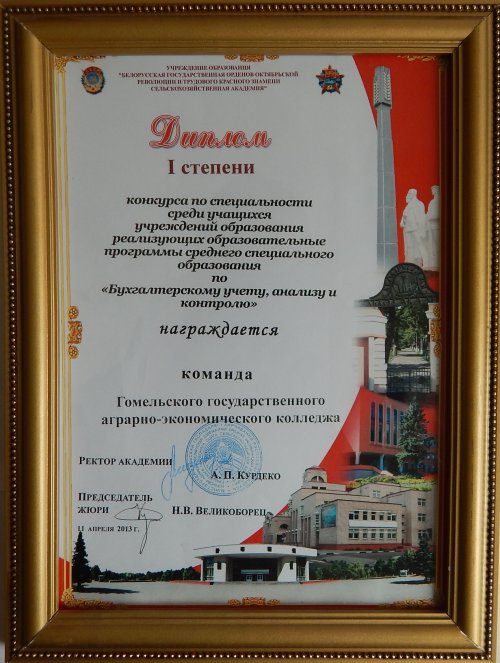 УЧРЕЖДЕНИЕ ОБРАЗОВАНИЯ
"БЕЛОРУССКАЯ ГОСУДАРСТВЕННАЯ ОРДЕНОВ ОКТЯБРЬСКОЙ
РЕВОЛЮЦИИ И ТРУДОВОГО КРАСНОГО ЗНАМЕНИ
СЕЛЬСКОХОЗЯЙСТВЕННАЯ АКАДЕМИЯ"
Диплом
I степени
конкурса по специальности
среди учащихся
учреждений образования
реализующих образовательные
программы среднего специального
образования
по
«Бухгалтерскому учету, анализу и
контролю»
награждается
команда
Гомельского государственного
аграрно-экономического колледжа
РЕКТОР АКАДЕМИИ А. П. КУРДЕКО
ПРЕДСЕДАТЕЛЬ
ЖЮРИ Н.В. ВЕЛИКОБОРЕЦ
11 АПРЕЛЯ 2013 г.